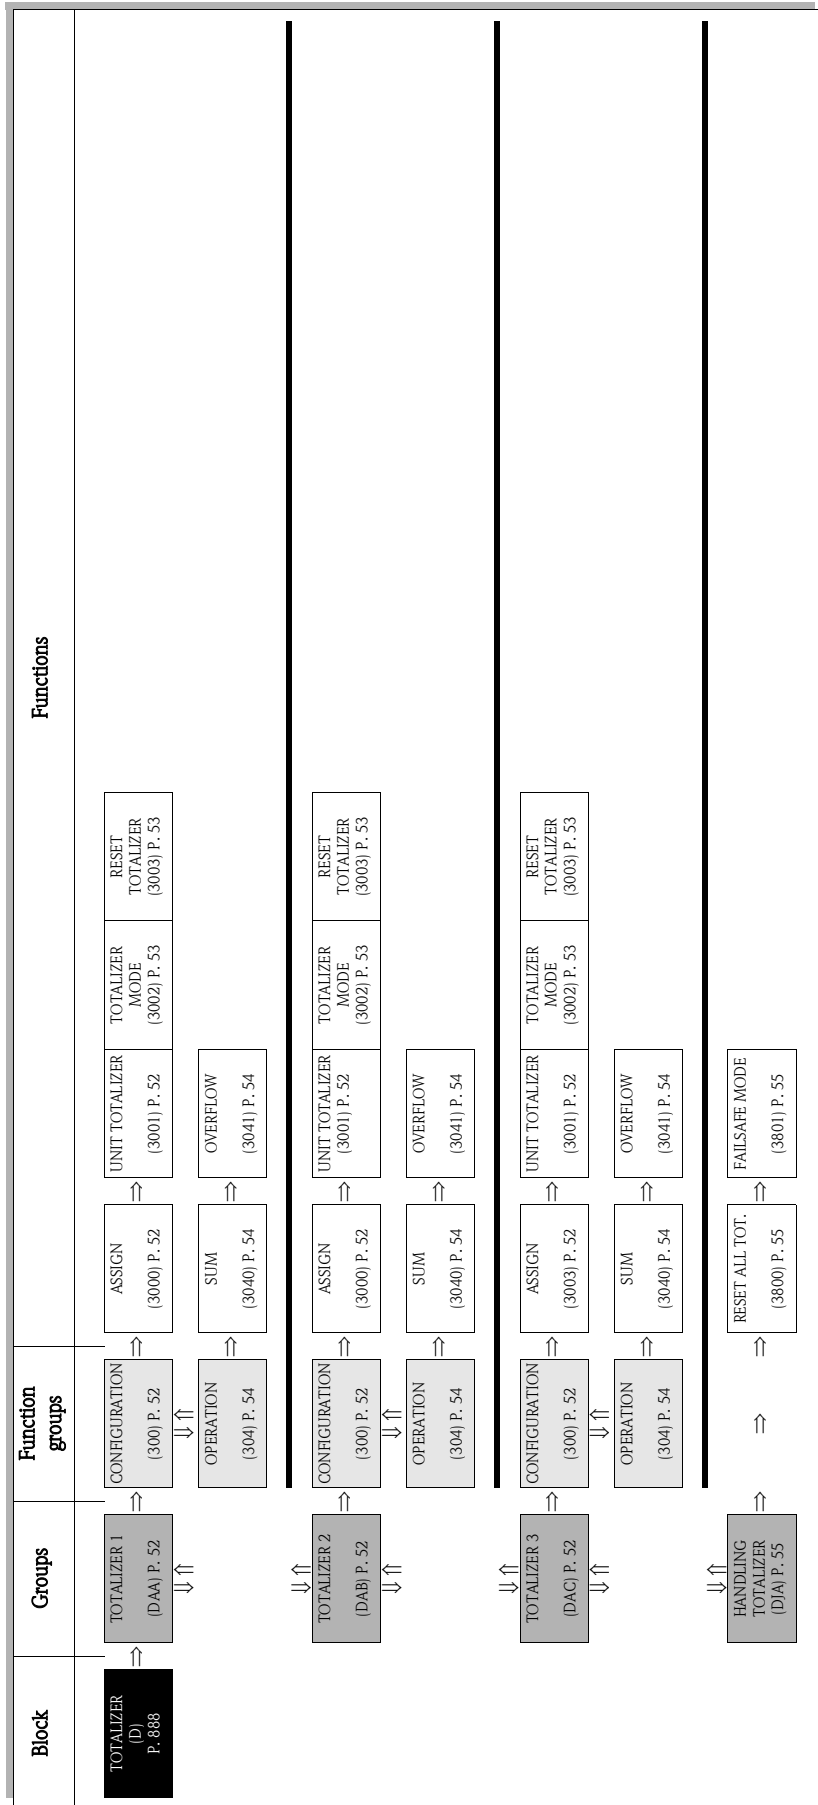 Block
Groups
Function
groups
Functions
TOTALIZER
(D)
P. 888
⇒
TOTALIZER 1
(DAA) P. 52
⇒
CONFIGURATION
(300) P. 52
⇒
ASSIGN
(3000) P. 52
⇒
UNIT TOTALIZER
(3001) P. 52
TOTALIZER
MODE
(3002) P. 53
RESET
TOTALIZER
(3003) P. 53
OPERATION
(304) P. 54
⇒
SUM
(3040) P. 54
⇒
OVERFLOW
(3041) P. 54
TOTALIZER 2
(DAB) P. 52
⇒
CONFIGURATION
(300) P. 52
⇒
ASSIGN
(3000) P. 52
⇒
UNIT TOTALIZER
(3001) P. 52
TOTALIZER
MODE
(3002) P. 53
RESET
TOTALIZER
(3003) P. 53
OPERATION
(304) P. 54
⇒
SUM
(3040) P. 54
⇒
OVERFLOW
(3041) P. 54
TOTALIZER 3
(DAC) P. 52
⇒
CONFIGURATION
(300) P. 52
⇒
ASSIGN
(3003) P. 52
⇒
UNIT TOTALIZER
(3001) P. 52
TOTALIZER
MODE
(3002) P. 53
RESET
TOTALIZER
(3003) P. 53
OPERATION
(304) P. 54
⇒
SUM
(3040) P. 54
⇒
OVERFLOW
(3041) P. 54
HANDLING
TOTALIZER
(DJA) P. 55
⇒
⇒
⇒
RESET ALL TOT.
(3800) P. 55
⇒
FAILSAFE MODE
(3801) P. 55